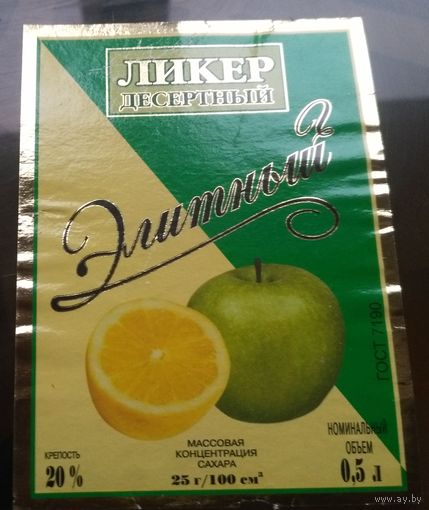 ЛИКЕР
ДЕСЕРТНЫЙ
Элитный
ГОСТ 7190
КРЕПОСТЬ
20 %
МАССОВАЯ
КОНЦЕНТРАЦИЯ
САХАРА
25 г/100 см³
НОМИНАЛЬНЫЙ
ОБЪЕМ
0,5 л
www.ay.by